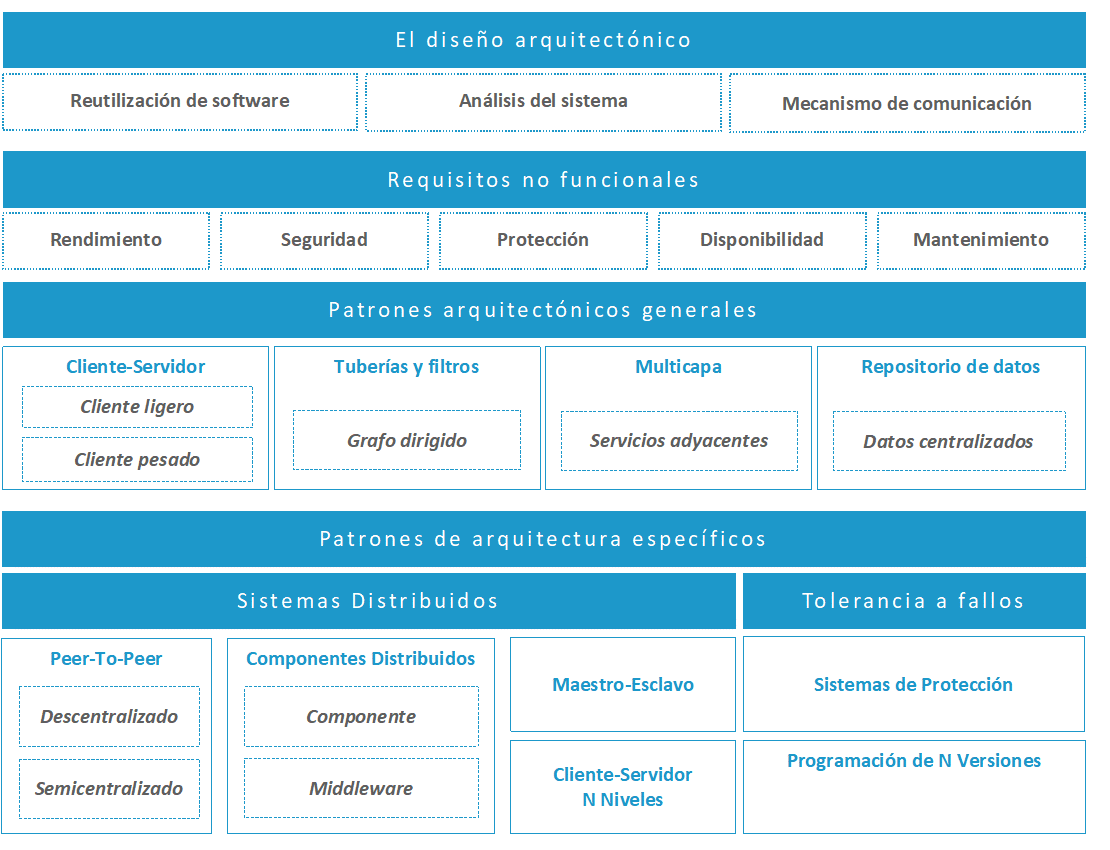 El diseño arquitectónico
Reutilización de software
Análisis del sistema
Mecanismo de comunicación
Requisitos no funcionales
Rendimiento
Seguridad
Protección
Disponibilidad
Mantenimiento
Patrones arquitectónicos generales
Cliente-Servidor
Cliente ligero
Cliente pesado
Tuberías y filtros
Grafo dirigido
Multicapa
Servicios adyacentes
Repositorio de datos
Datos centralizados
Patrones de arquitectura específicos
Sistemas Distribuidos
Peer-To-Peer
Descentralizado
Semicentralizado
Componentes Distribuidos
Componente
Middleware
Maestro-Esclavo
Cliente-Servidor
N Niveles
Tolerancia a fallos
Sistemas de Protección
Programación de N Versiones